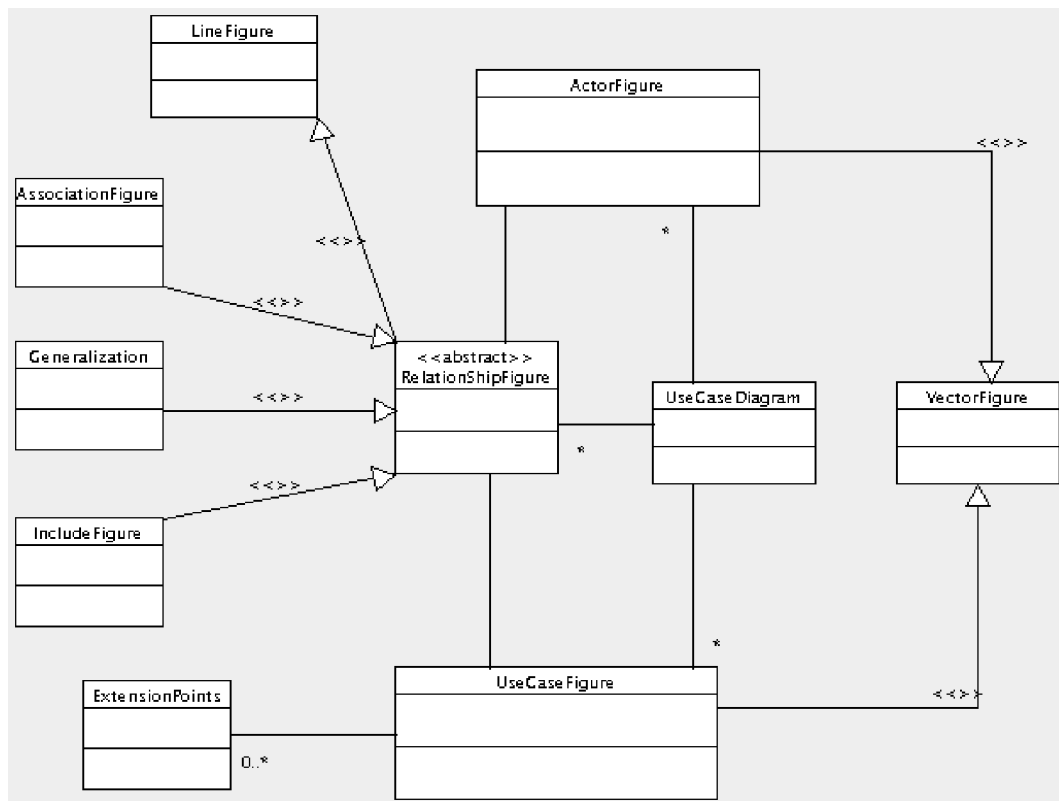 LineFigure
ActorFigure
<<>>
AssociationFigure
*
<<>>
<<>>
<<abstract>>
RelationShipFigure
Generalization
<<>>
UseCaseDiagram
VectorFigure
*
<<>>
IncludeFigure
*
UseCaseFigure
ExtensionPoints
<<>>
0..*